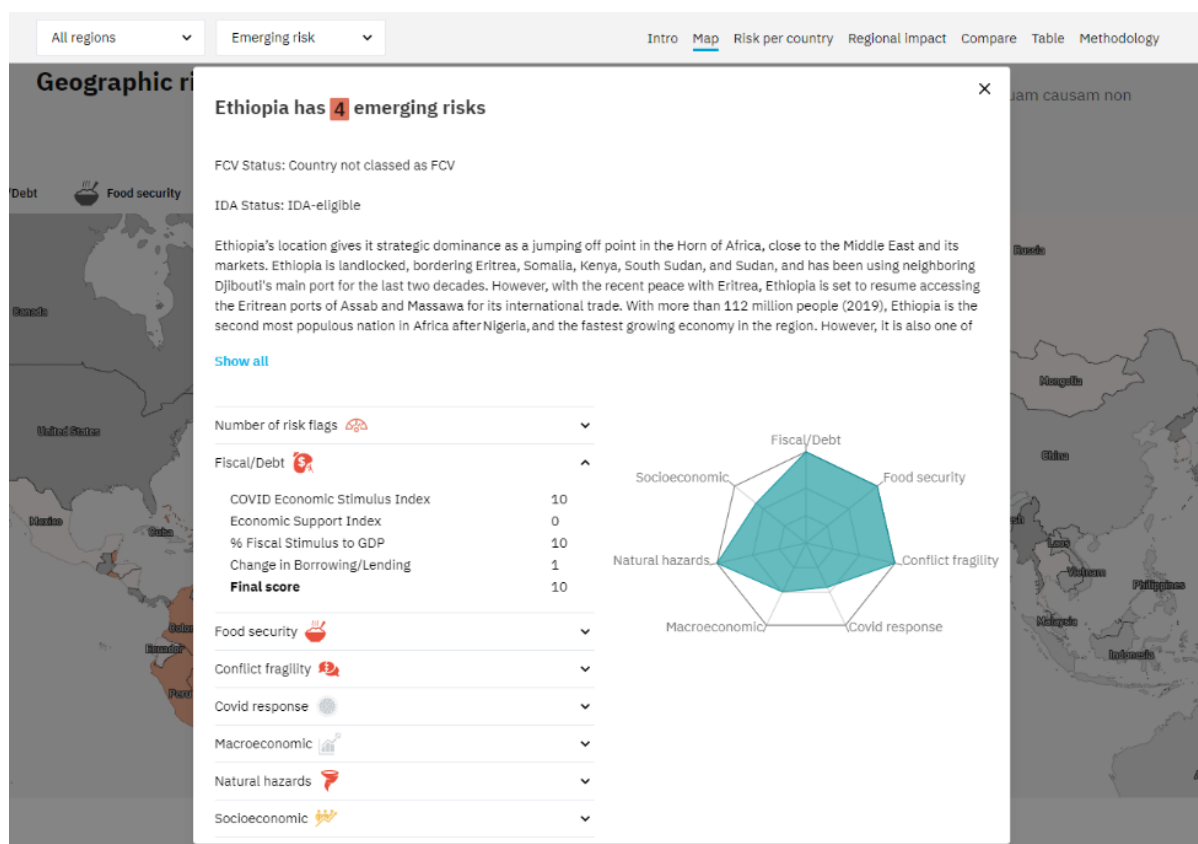 All regions
Emerging risk
Intro Map Risk per country Regional impact Compare Table Methodology
Geographic ri
uam causam non
Ethiopia has 4 emerging risks
FCV Status: Country not classed as FCV
/Debt
Food security
IDA Status: IDA-eligible
Ethiopia's location gives it strategic dominance as a jumping off point in the Horn of Africa, close to the Middle East and its
markets. Ethiopia is landlocked, bordering Eritrea, Somalia, Kenya, South Sudan, and Sudan, and has been using neighboring
Djibouti's main port for the last two decades. However, with the recent peace with Eritrea, Ethiopia is set to resume accessing
the Eritrean ports of Assab and Massawa for its international trade. With more than 112 million people (2019), Ethiopia is the
second most populous nation in Africa after Nigeria, and the fastest growing economy in the region. However, it is also one of
Show all
Number of risk flags
Fiscal/Debt
COVID Economic Stimulus Index 10
Economic Support Index 0
% Fiscal Stimulus to GDP 10
Change in Borrowing/Lending 1
Final score 10
Food security
Conflict fragility
Covid response
Macroeconomic
Natural hazards
Socioeconomic
Fiscal/Debt
Socioeconomic
Food security
Natural hazards
Conflict fragility
Macroeconomic
Covid response
Canada
United States
Mexico
Cuba
Colo
Ecuador
Peru
Russia
Mongolia
China
sh
Laos
Vietnam
Philippines
Malaysia
Indonesia